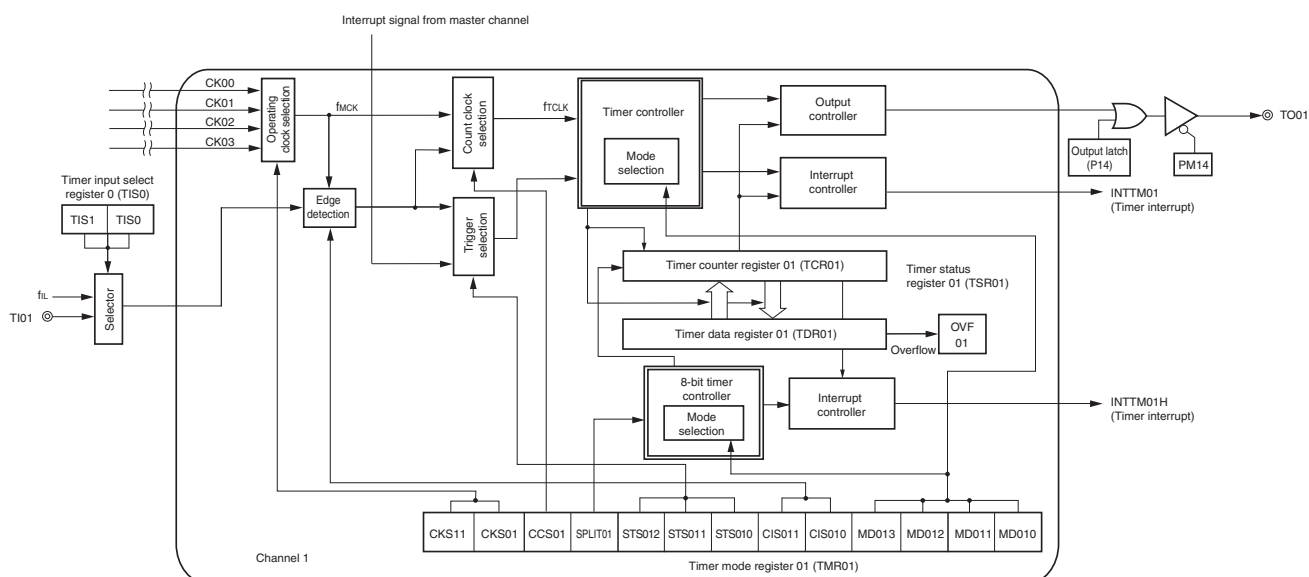 Interrupt signal from master channel
CK00
CK01
CK02
CK03
Operating
clock selection
fMCK
Count clock
selection
fTCLK
Timer controller
Mode
selection
Output
controller
TO01
Output latch
(P14)
PM14
Interrupt
controller
INTTM01
(Timer interrupt)
Timer input select
register 0 (TIS0)
TIS1
TIS0
Edge
detection
Trigger
selection
fIL
TI01
Selector
Timer counter register 01 (TCR01)
Timer status
register 01 (TSR01)
Timer data register 01 (TDR01)
Overflow
OVF
01
8-bit timer
controller
Mode
selection
Interrupt
controller
INTTM01H
(Timer interrupt)
CKS11
CKS01
CCS01
SPLIT01
STS012
STS011
STS010
CIS011
CIS010
MD013
MD012
MD011
MD010
Channel 1
Timer mode register 01 (TMR01)